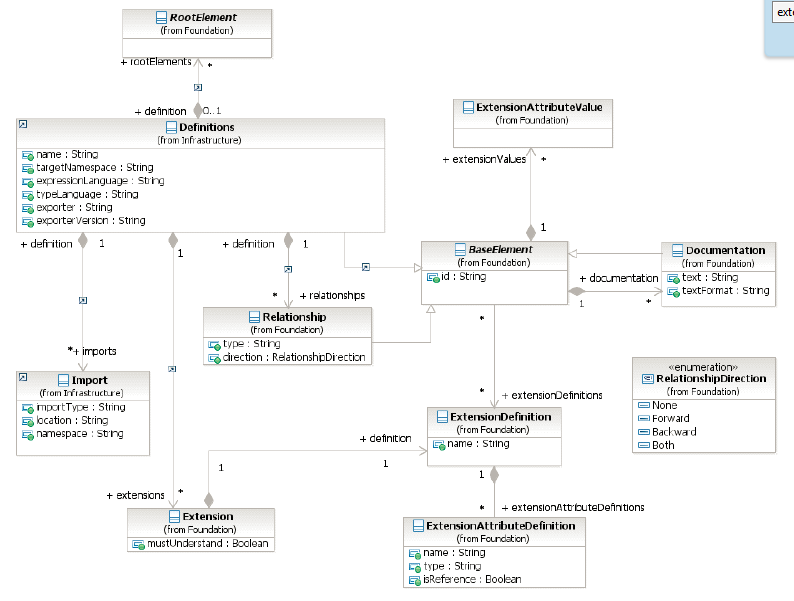 RootElement
(from Foundation)
exte
+ rootElements
*
+ definition
0..1
Definitions
(from Infrastructure)
name : String
targetNamespace : String
expressionLanguage : String
typeLanguage : String
exporter : String
exporterVersion : String
ExtensionAttributeValue
(from Foundation)
+ extensionValues
*
1
+ definition
1
1
+ definition
1
BaseElement
(from Foundation)
id : String
Documentation
(from Foundation)
text : String
textFormat : String
+ documentation
1
*
*
+ relationships
Relationship
(from Foundation)
type : String
direction : RelationshipDirection
*
*+ imports
Import
(from Infrastructure)
importType : String
location : String
namespace : String
«enumeration»
RelationshipDirection
(from Foundation)
None
Forward
Backward
Both
*
+ extensionDefinitions
ExtensionDefinition
(from Foundation)
name : String
+ definition
1
1
1
+ extensions
*
*
+ extensionAttributeDefinitions
Extension
(from Foundation)
mustUnderstand : Boolean
ExtensionAttributeDefinition
(from Foundation)
name : String
type : String
isReference : Boolean